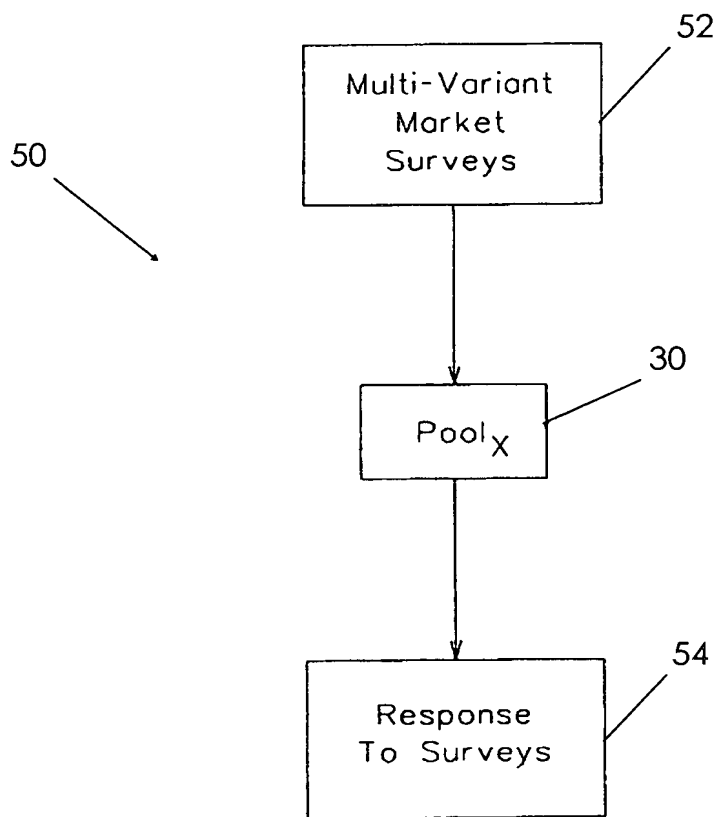 52
Multi-Variant
Market
Surveys
50
30
Pool X
54
Response
To Surveys